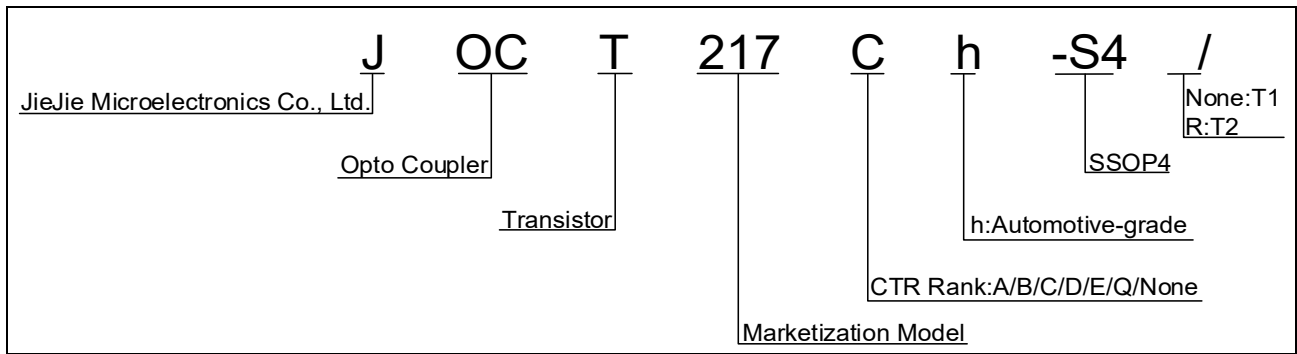 J OC T 217 C h -S4 /
JieJie Microelectronics Co., Ltd.
None:T1
R:T2
Opto Coupler
SSOP4
Transistor
h:Automotive-grade
CTR Rank:A/B/C/D/E/Q/None
Marketization Model